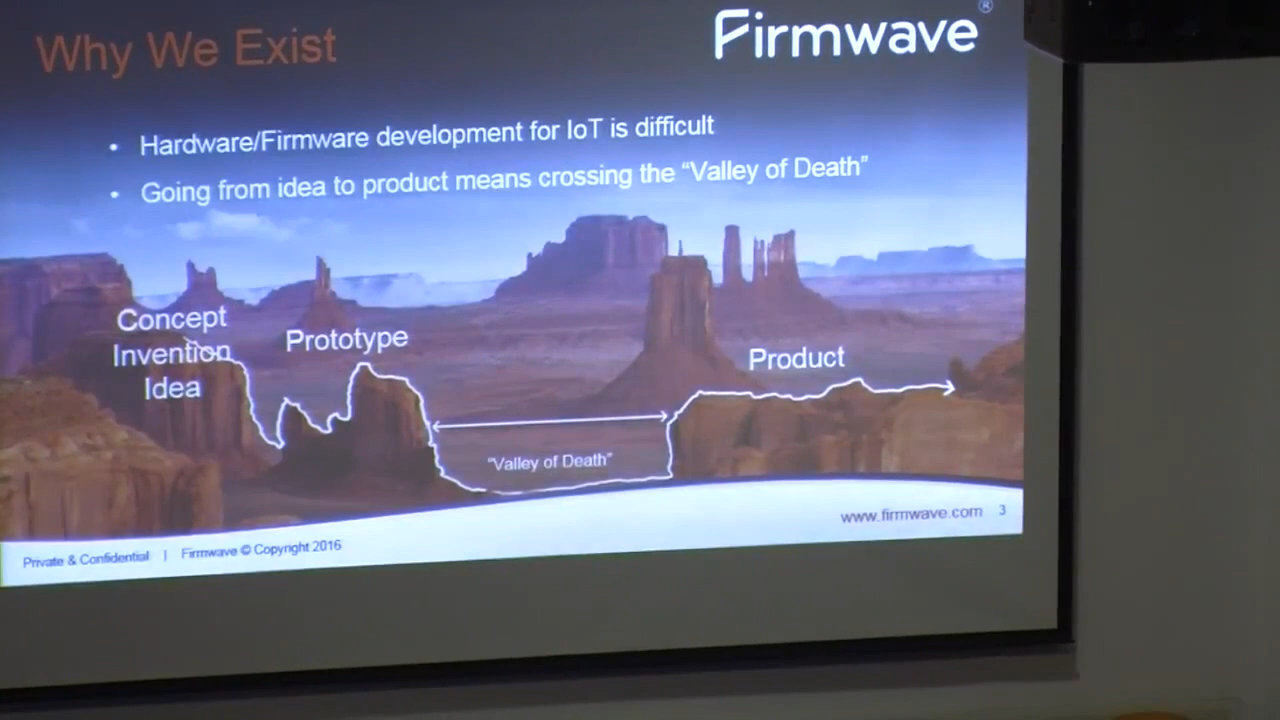 Why We Exist
Firmwave®
• Hardware/Firmware development for IoT is difficult
• Going from idea to product means crossing the “Valley of Death”
Concept
Invention
Idea
Prototype
Product
“Valley of Death”
www.firmwave.com 3
Private & Confidential | Firmwave © Copyright 2016